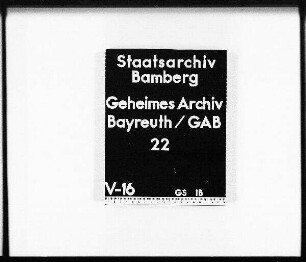 Staatsarchiv
Bamberg
Geheimes Archiv
Bayreuth / GAB
22
V-16 GS 18